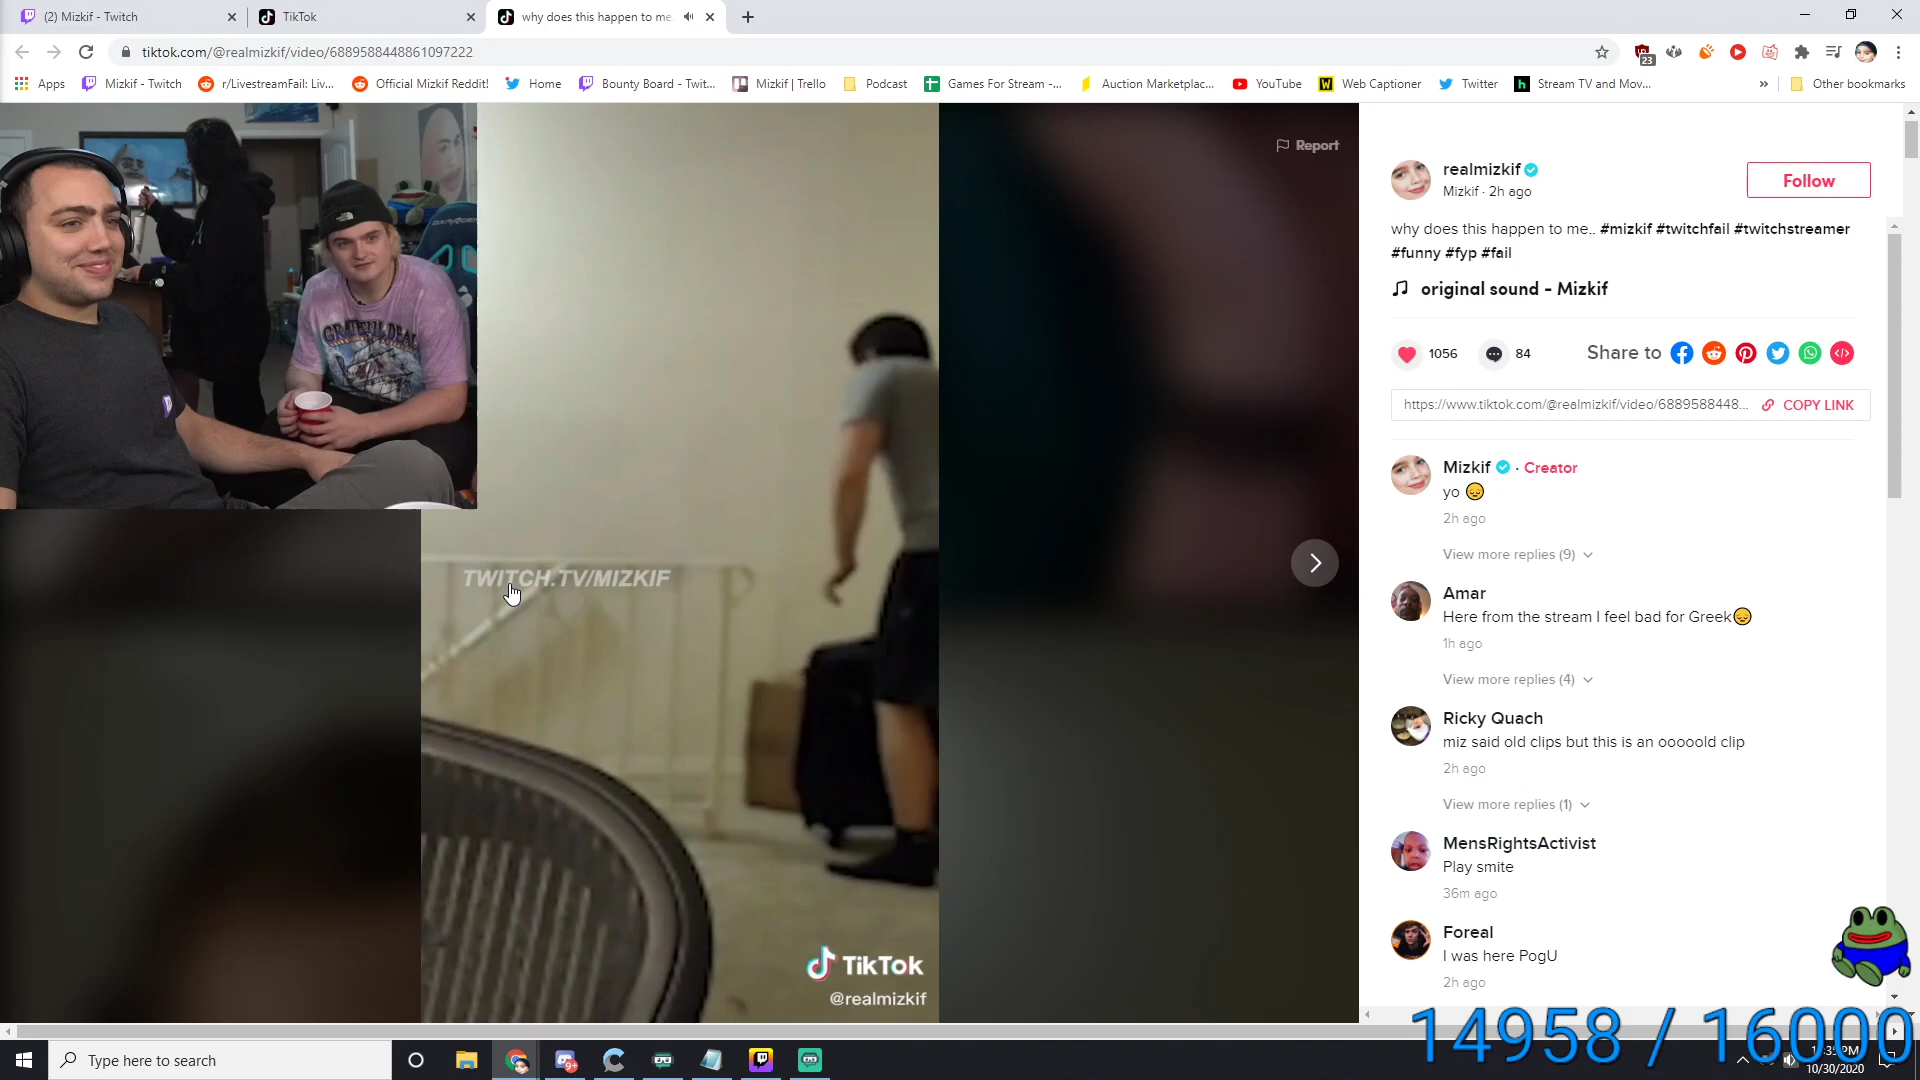 (2) Mizkif - Twitch
TikTok
why does this happen to me
tiktok.com/@realmizkif/video/6889588448861097222
23
Apps
Mizkif - Twitch
r/LivestreamFail: Liv...
Official Mizkif Reddit!
Home
Bounty Board - Twit...
Mizkif | Trello
Podcast
Games For Stream -...
Auction Marketplac...
YouTube
Web Captioner
Twitter
Stream TV and Mov...
»
Other bookmarks
Report
GRATEFUL DEAD
TWITCH.TV/MIZKIF
TikTok
@realmizkif
realmizkif
Mizkif · 2h ago
Follow
why does this happen to me.. #mizkif #twitchfail #twitchstreamer
#funny #fyp #fail
original sound - Mizkif
1056
84
Share to
https://www.tiktok.com/@realmizkif/video/6889588448...
COPY LINK
Mizkif · Creator
yo 😔
2h ago
View more replies (9)
Amar
Here from the stream I feel bad for Greek😔
1h ago
View more replies (4)
Ricky Quach
miz said old clips but this is an ooooold clip
2h ago
View more replies (1)
MensRightsActivist
Play smite
36m ago
Foreal
I was here PogU
2h ago
14958 / 16000
Type here to search
9+
10/30/2020